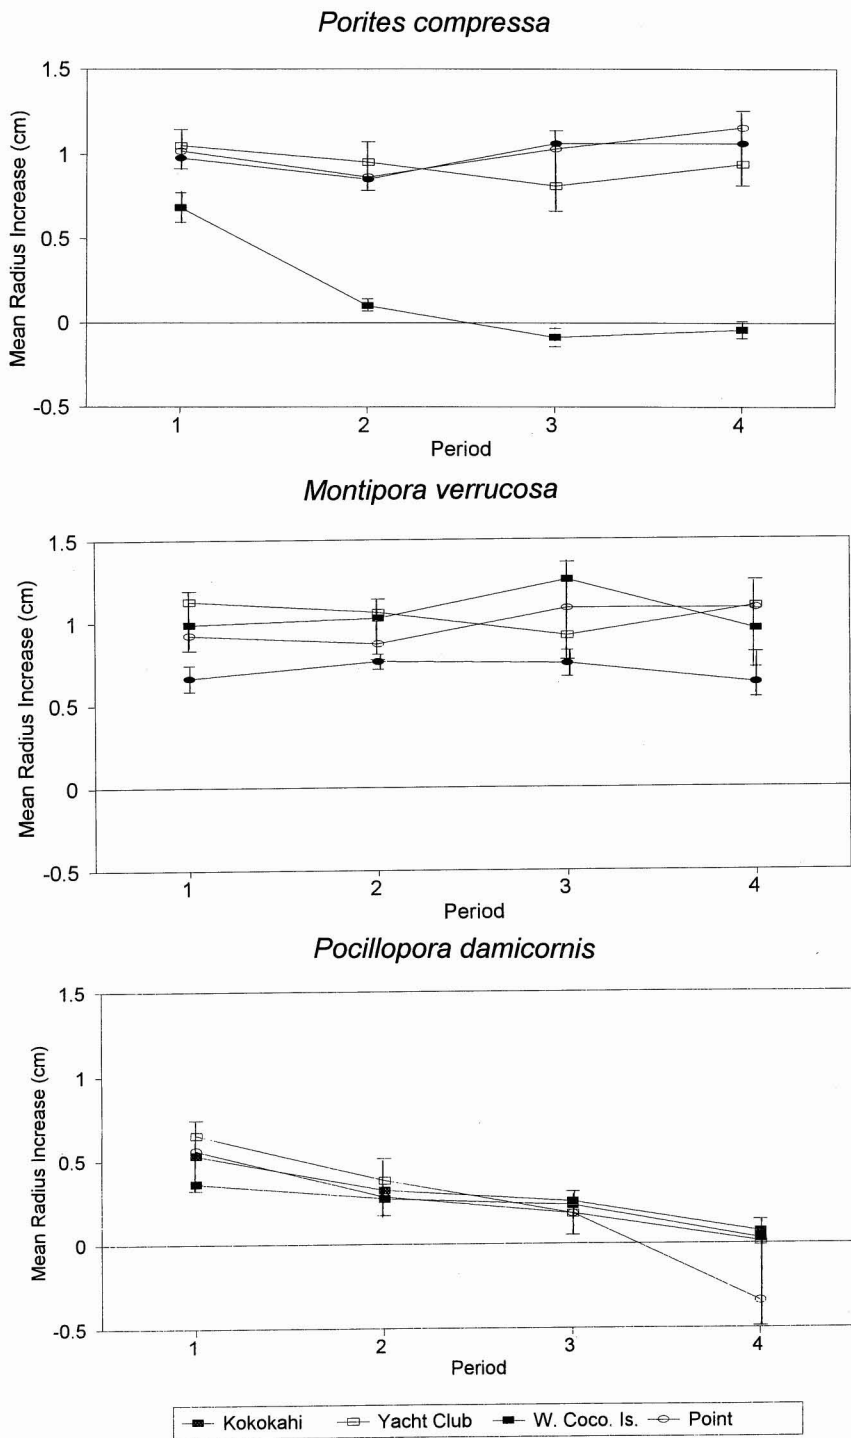 Porites compressa
1.5
1
0.5
0
-0.5
Mean Radius Increase (cm)
1 2 3 4
Period
Montipora verrucosa
1.5
1
0.5
0
-0.5
Mean Radius Increase (cm)
1 2 3 4
Period
Pocillopora damicornis
1.5
1
0.5
0
-0.5
Mean Radius Increase (cm)
1 2 3 4
Period
Kokokahi Yacht Club W. Coco. Is. Point